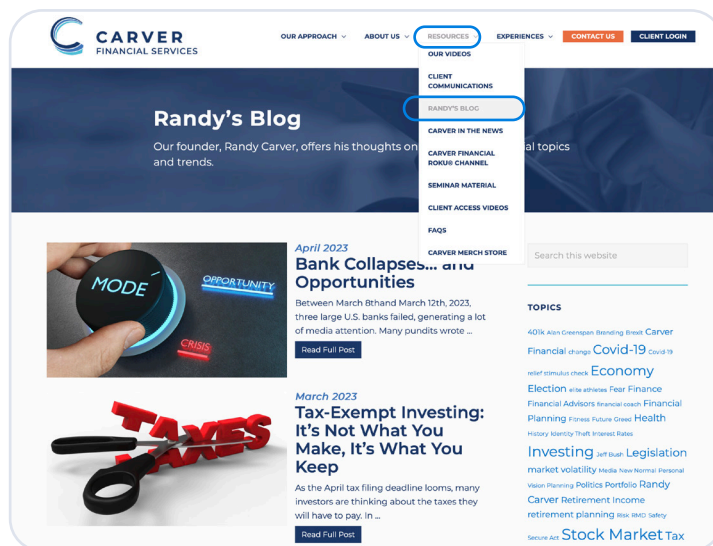 CARVER
FINANCIAL SERVICES
OUR APPROACH
ABOUT US
RESOURCES
EXPERIENCES
CONTACT US
CLIENT LOGIN
OUR VIDEOS
CLIENT
COMMUNICATIONS
RANDY'S BLOG
CARVER IN THE NEWS
CARVER FINANCIAL
ROKU® CHANNEL
SEMINAR MATERIAL
CLIENT ACCESS VIDEOS
FAQS
CARVER MERCH STORE
Randy's Blog
Our founder, Randy Carver, offers his thoughts on al topics
and trends.
MODE
OPPORTUNITY
CRISIS
April 2023
Bank Collapses... and
Opportunities
Between March 8thand March 12th, 2023,
three large U.S. banks failed, generating a lot
of media attention. Many pundits wrote ...
Read Full Post
TAXES
March 2023
Tax-Exempt Investing:
It's Not What You
Make, It's What You
Keep
As the April tax filing deadline looms, many
investors are thinking about the taxes they
will have to pay. In ...
Read Full Post
Search this website
TOPICS
401k Alan Greenspan Branding Brexit Carver
Financial change Covid-19 Covid-19
relief stimulus check Economy
Election elite athletes Fear Finance
Financial Advisors financial coach Financial
Planning Fitness Future Greed Health
History Identity Theft Interest Rates
Investing Jeff Bush Legislation
market volatility Media New Normal Personal
Vision Planning Politics Portfolio Randy
Carver Retirement Income
retirement planning Risk RMD Safety
Secure Act Stock Market Tax